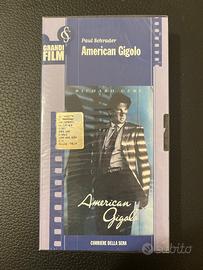 GRANDI
FILM
Paul Schrader
American Gigolo
RICHARD GERE
American
Gigolo
CORRIERE DELLA SERA
subito